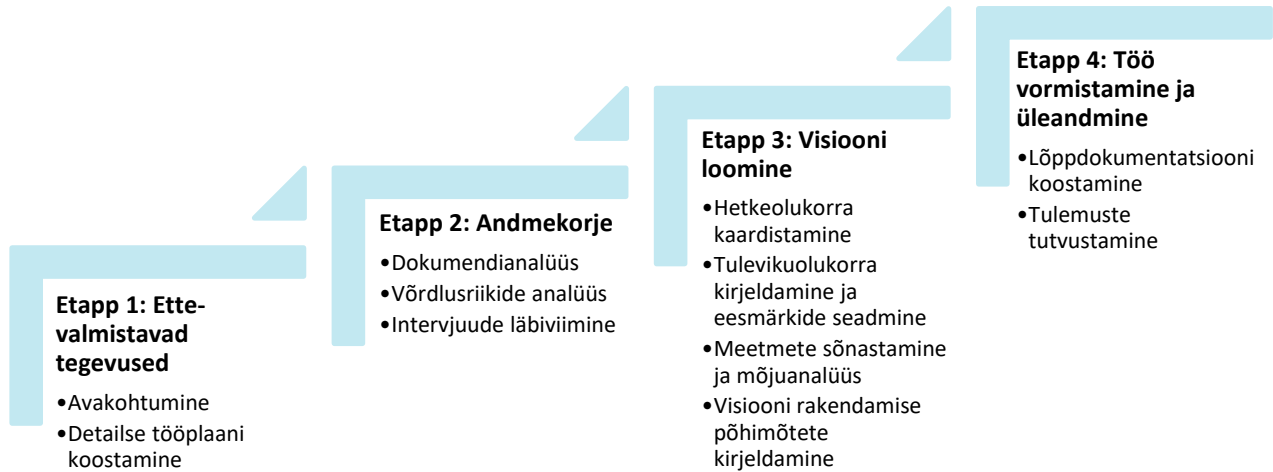 Etapp 1: Ette-
valmistavad
tegevused
•Avakohtumine
•Detailse tööplaani
koostamine
Etapp 2: Andmekorje
•Dokumendianalüüs
•Võrdlusriikide analüüs
•Intervjuude läbiviimine
Etapp 3: Visiooni
loomine
•Hetkeolukorra
kaardistamine
•Tulevikuolukorra
kirjeldamine ja
eesmärkide seadmine
•Meetmete sõnastamine
ja mõjuanalüüs
•Visiooni rakendamise
põhimõtete
kirjeldamine
Etapp 4: Töö
vormistamine ja
üleandmine
•Lõppdokumentatsiooni
koostamine
•Tulemuste
tutvustamine